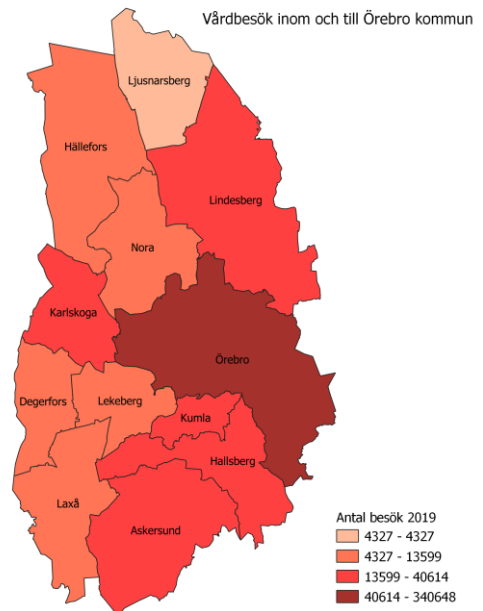 Vårdbesök inom och till Örebro kommun
Ljusnarsberg
Hällefors
Lindesberg
Nora
Karlskoga
Örebro
Degerfors
Lekeberg
Kumla
Hallsberg
Laxå
Askersund
Antal besök 2019
4327 - 4327
4327 - 13599
13599 - 40614
40614 - 340648